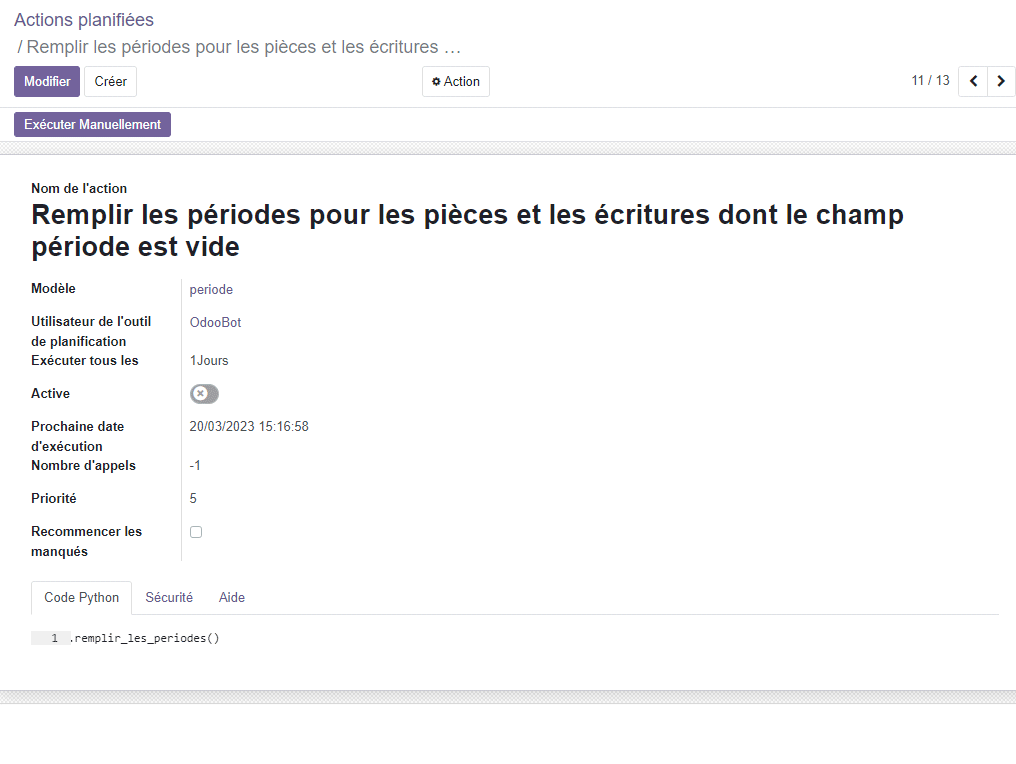 Actions planifiées
/ Remplir les périodes pour les pièces et les écritures …
Modifier Créer Action 11 / 13
Exécuter Manuellement
Nom de l'action
Remplir les périodes pour les pièces et les écritures dont le champ
période est vide
Modèle periode
Utilisateur de l'outil
de planification OdooBot
Exécuter tous les 1Jours
Active
Prochaine date
d'exécution 20/03/2023 15:16:58
Nombre d'appels -1
Priorité 5
Recommencer les
manqués
Code Python Sécurité Aide
1 .remplir_les_periodes()